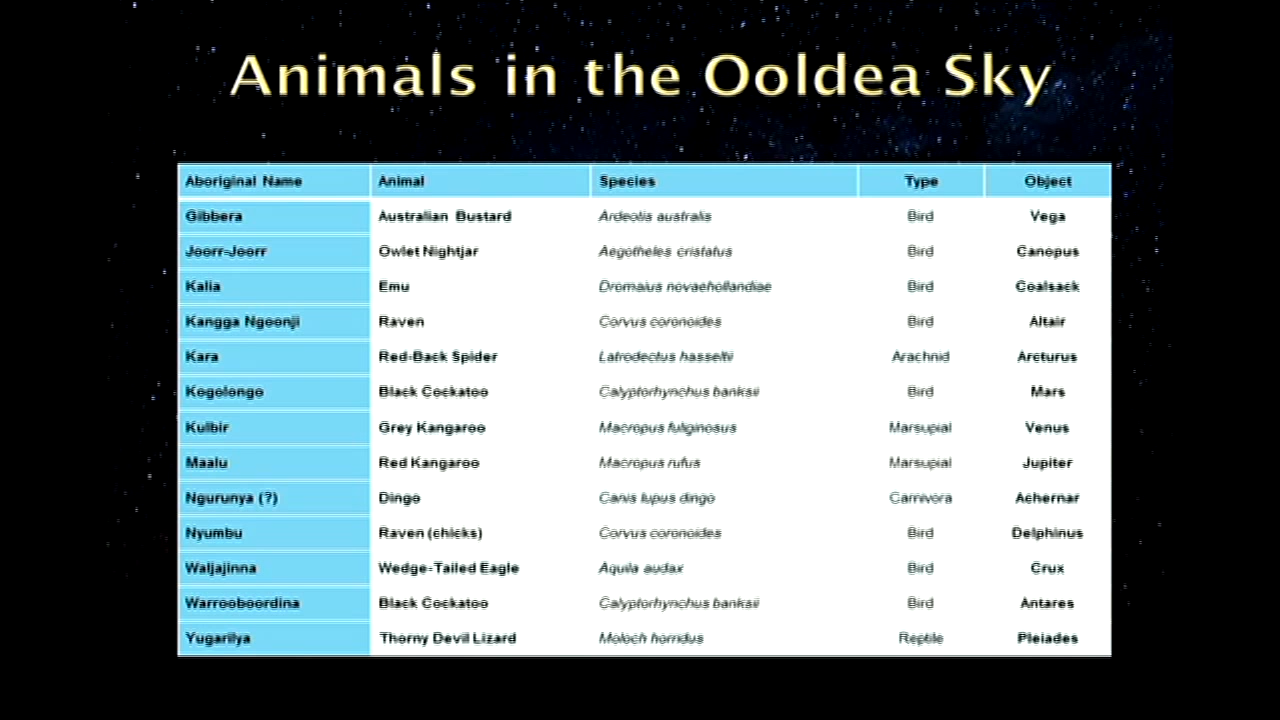 Animals in the Ooldea Sky
Aboriginal Name Animal Species Type Object
Gibbera Australian Bustard Ardeotis australis Bird Vega
Joorr-Joorr Owlet Nightjar Aegotheles cristatus Bird Canopus
Kalia Emu Dromaius novaehollandiae Bird Coalsack
Kangga Ngoonji Raven Corvus coronoides Bird Altair
Kara Red-Back Spider Latrodectus hasselti Arachnid Arcturus
Kogolongo Black Cockatoo Calyptorhynchus banksii Bird Mars
Kulbir Grey Kangaroo Macropus fuliginosus Marsupial Venus
Maalu Red Kangaroo Macropus rufus Marsupial Jupiter
Ngurunya (?) Dingo Canis lupus dingo Carnivora Achernar
Nyumbu Raven (chicks) Corvus coronoides Bird Delphinus
Waljajinna Wedge-Tailed Eagle Aquila audax Bird Crux
Warrooboordina Black Cockatoo Calyptorhynchus banksii Bird Antares
Yugarilya Thorny Devil Lizard Moloch horridus Reptile Pleiades